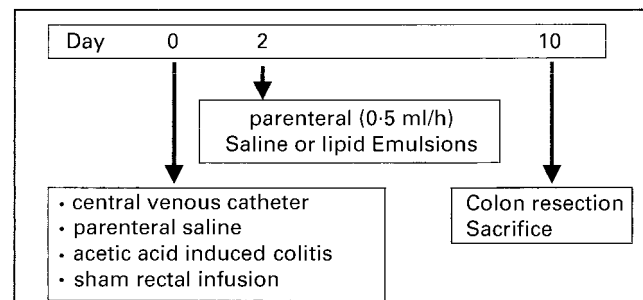 Day 0 2 10
parenteral (0·5 ml/h)
Saline or lipid Emulsions
· central venous catheter
· parenteral saline
· acetic acid induced colitis
· sham rectal infusion
Colon resection
Sacrifice